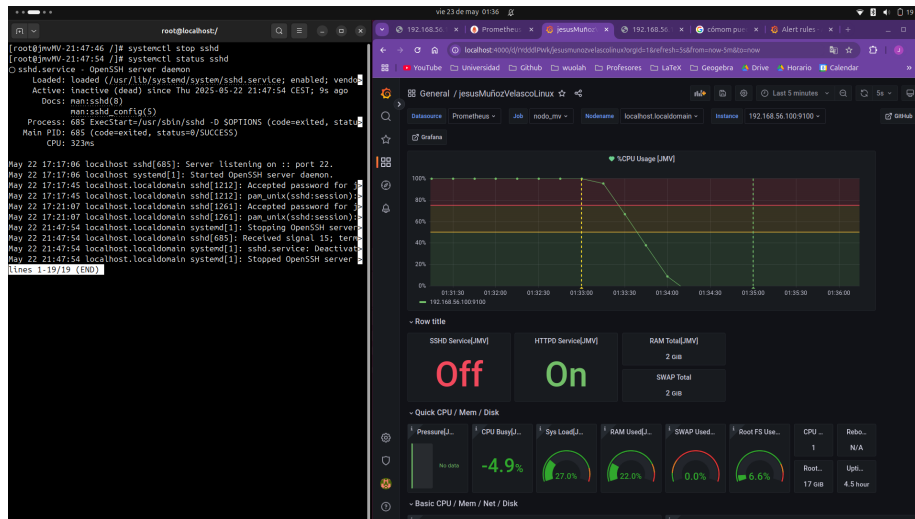 vie 23 de may 01:36
19
root@localhost:/
[root@jmvMV-21:47:46 /]# systemctl stop sshd
[root@jmvMV-21:47:54 /]# systemctl status sshd
sshd.service - OpenSSH server daemon
Loaded: loaded (/usr/lib/systemd/system/sshd.service; enabled; vendo>
Active: inactive (dead) since Thu 2025-05-22 21:47:54 CEST; 9s ago
Docs: man:sshd(8)
man:sshd_config(5)
Process: 685 ExecStart=/usr/sbin/sshd -D $OPTIONS (code=exited, statu>
Main PID: 685 (code=exited, status=0/SUCCESS)
CPU: 323ms
May 22 17:17:06 localhost sshd[685]: Server listening on :: port 22.
May 22 17:17:06 localhost systemd[1]: Started OpenSSH server daemon.
May 22 17:17:45 localhost.localdomain sshd[1212]: Accepted password for j>
May 22 17:17:45 localhost.localdomain sshd[1212]: pam_unix(sshd:session):>
May 22 17:21:07 localhost.localdomain sshd[1261]: Accepted password for j>
May 22 17:21:07 localhost.localdomain sshd[1261]: pam_unix(sshd:session):>
May 22 21:47:54 localhost.localdomain systemd[1]: Stopping OpenSSH server>
May 22 21:47:54 localhost.localdomain sshd[685]: Received signal 15; term>
May 22 21:47:54 localhost.localdomain systemd[1]: sshd.service: Deactivat>
May 22 21:47:54 localhost.localdomain systemd[1]: Stopped OpenSSH server >
lines 1-19/19 (END)
192.168.56. Prometheus jesusMuñoz 192.168.56. cómom pue Alert rules
localhost:4000/d/YdddPWk/jesusmunozvelascolinux?orgId=1&refresh=5s&from=now-5m&to=now
YouTube Universidad Github wuolah Profesores LaTeX Geogebra Drive Horario Calendar
General / jesusMuñozVelascoLinux Last 5 minutes 5s
Datasource Prometheus Job nodo_mv Nodename localhost.localdomain Instance 192.168.56.100:9100 GitHub
Grafana
%CPU Usage [JMV]
100%
80%
60%
40%
20%
0%
01:31:30 01:32:00 01:32:30 01:33:00 01:33:30 01:34:00 01:34:30 01:35:00 01:35:30 01:36:00
192.168.56.100:9100
Row title
SSHD Service[JMV] HTTPD Service[JMV] RAM Total[JMV]
Off On 2 GiB
SWAP Total
2 GiB
Quick CPU / Mem / Disk
Pressure[J... CPU Busy[J... Sys Load[J... RAM Used[J... SWAP Used... Root FS Use... CPU ... Rebo...
No data -4.9% 27.0% 22.0% 0.0% 6.6% 1 N/A
Root... Upti...
17 GiB 4.5 hour
Basic CPU / Mem / Net / Disk